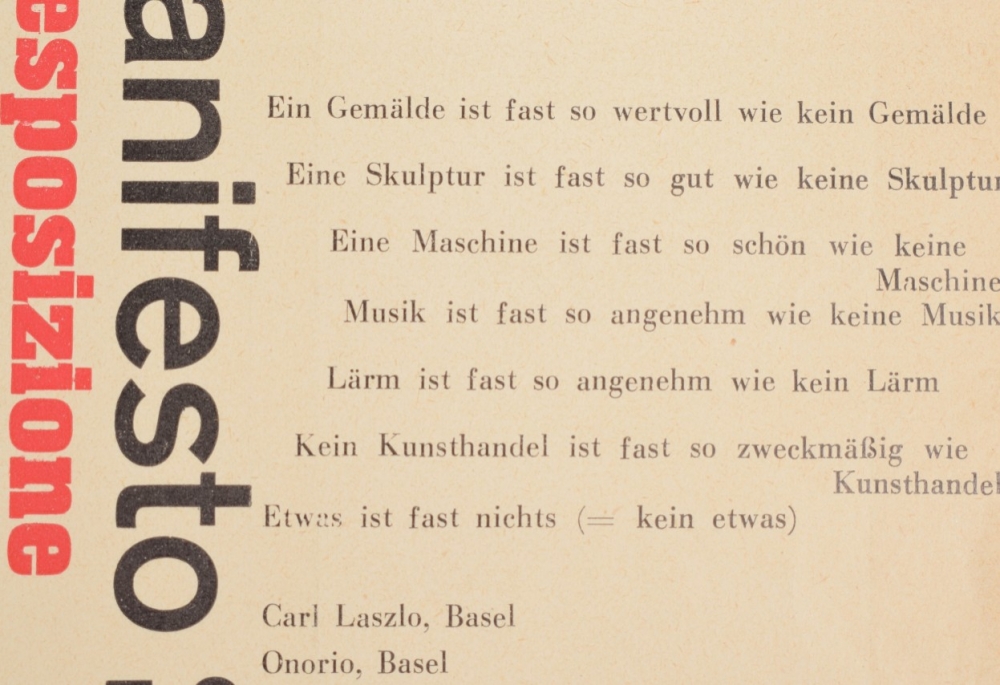 esposizione
anifesto
Ein Gemälde ist fast so wertvoll wie kein Gemälde
Eine Skulptur ist fast so gut wie keine Skulptur
Eine Maschine ist fast so schön wie keine
Maschine
Musik ist fast so angenehm wie keine Musik
Lärm ist fast so angenehm wie kein Lärm
Kein Kunsthandel ist fast so zweckmäßig wie
Kunsthandel
Etwas ist fast nichts (= kein etwas)
Carl Laszlo, Basel
Onorio, Basel